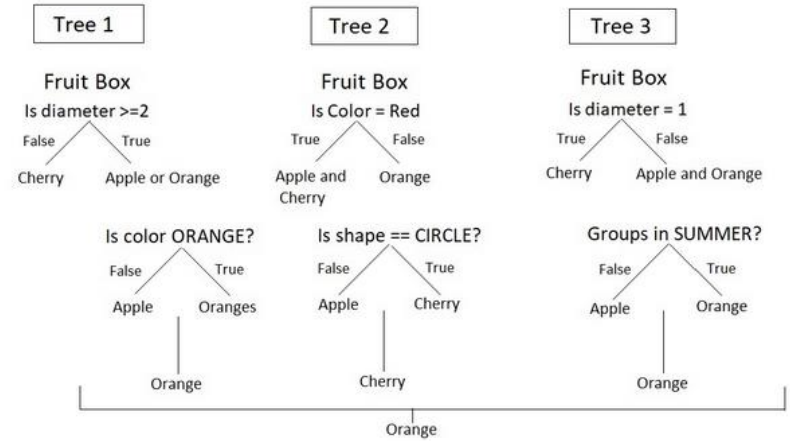 Tree 1
Tree 2
Tree 3
Fruit Box
Is diameter >=2
False
True
Cherry
Apple or Orange
Is color ORANGE?
False
True
Apple
Oranges
Orange
Fruit Box
Is Color = Red
True
False
Apple and
Cherry
Orange
Is shape == CIRCLE?
False
True
Apple
Cherry
Cherry
Fruit Box
Is diameter = 1
True
False
Cherry
Apple and Orange
Groups in SUMMER?
False
True
Apple
Orange
Orange
Orange